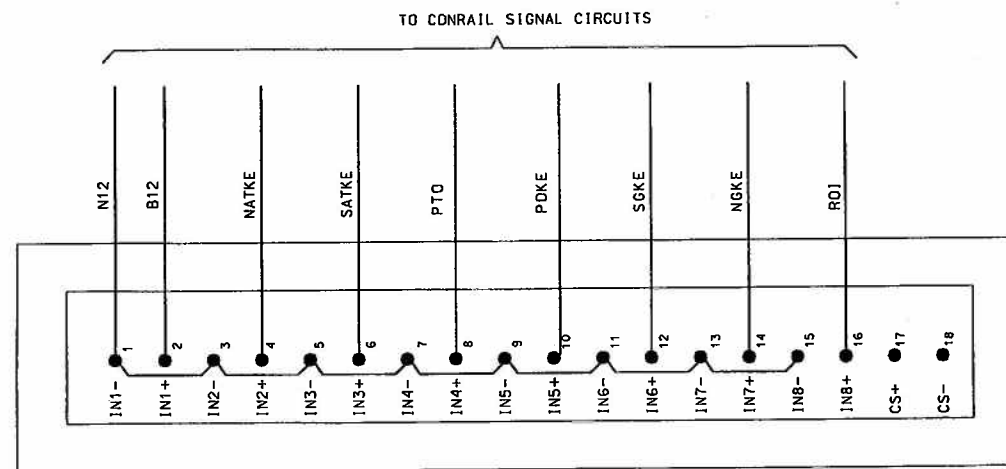 TO CONRAIL SIGNAL CIRCUITS
N12
B12
NATKE
SATKE
PTO
PDKE
SGKE
NGKE
ROI
1
2
3
4
5
6
7
8
9
10
11
12
13
14
15
16
17
18
IN1-
IN1+
IN2-
IN2+
IN3-
IN3+
IN4-
IN4+
IN5-
IN5+
IN6-
IN6+
IN7-
IN7+
IN8-
IN8+
CS+
CS-